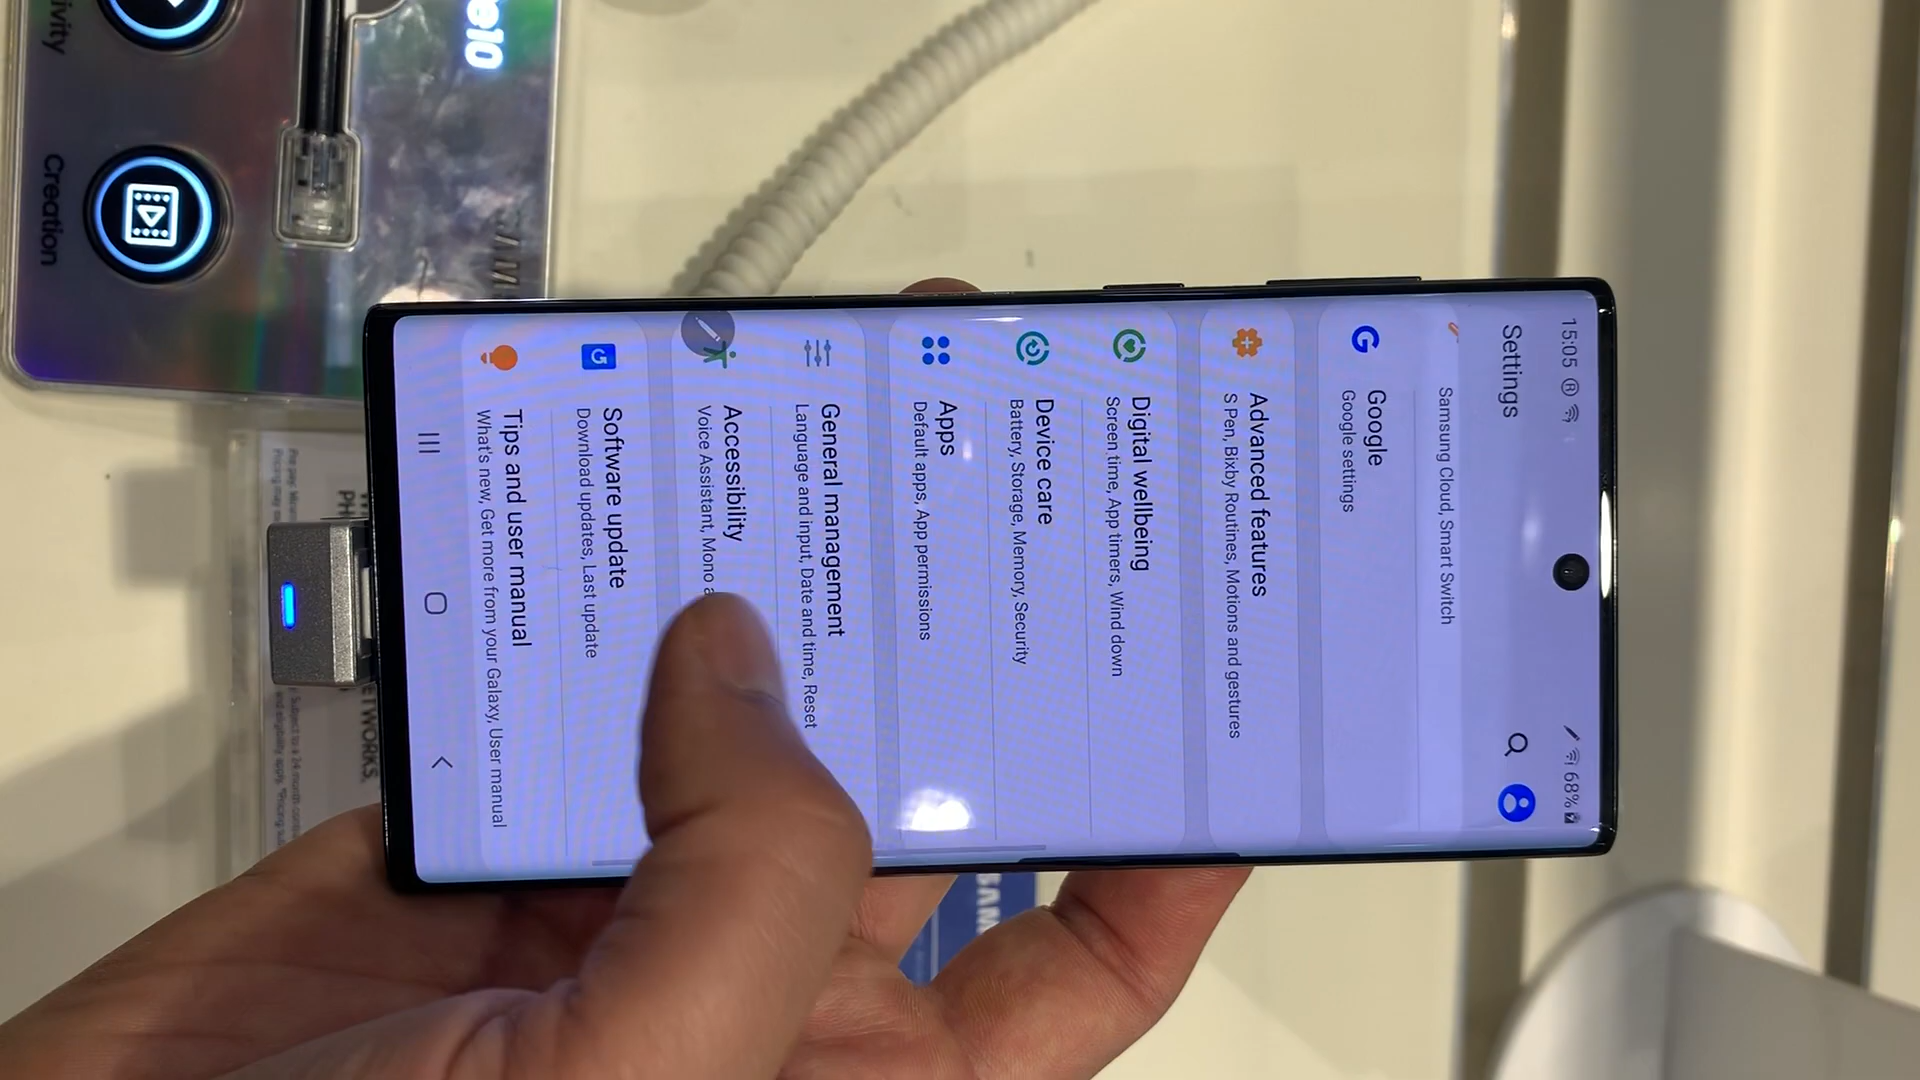 15:05
68%
Settings
Samsung Cloud, Smart Switch
Google
Google settings
Advanced features
S Pen, Bixby Routines, Motions and gestures
Digital wellbeing
Screen time, App timers, Wind down
Device care
Battery, Storage, Memory, Security
Apps
Default apps, App permissions
General management
Language and input, Date and time, Reset
Accessibility
Voice Assistant, Mono
Software update
Download updates, Last update
Tips and user manual
What's new, Get more from your Galaxy, User manual
Creation